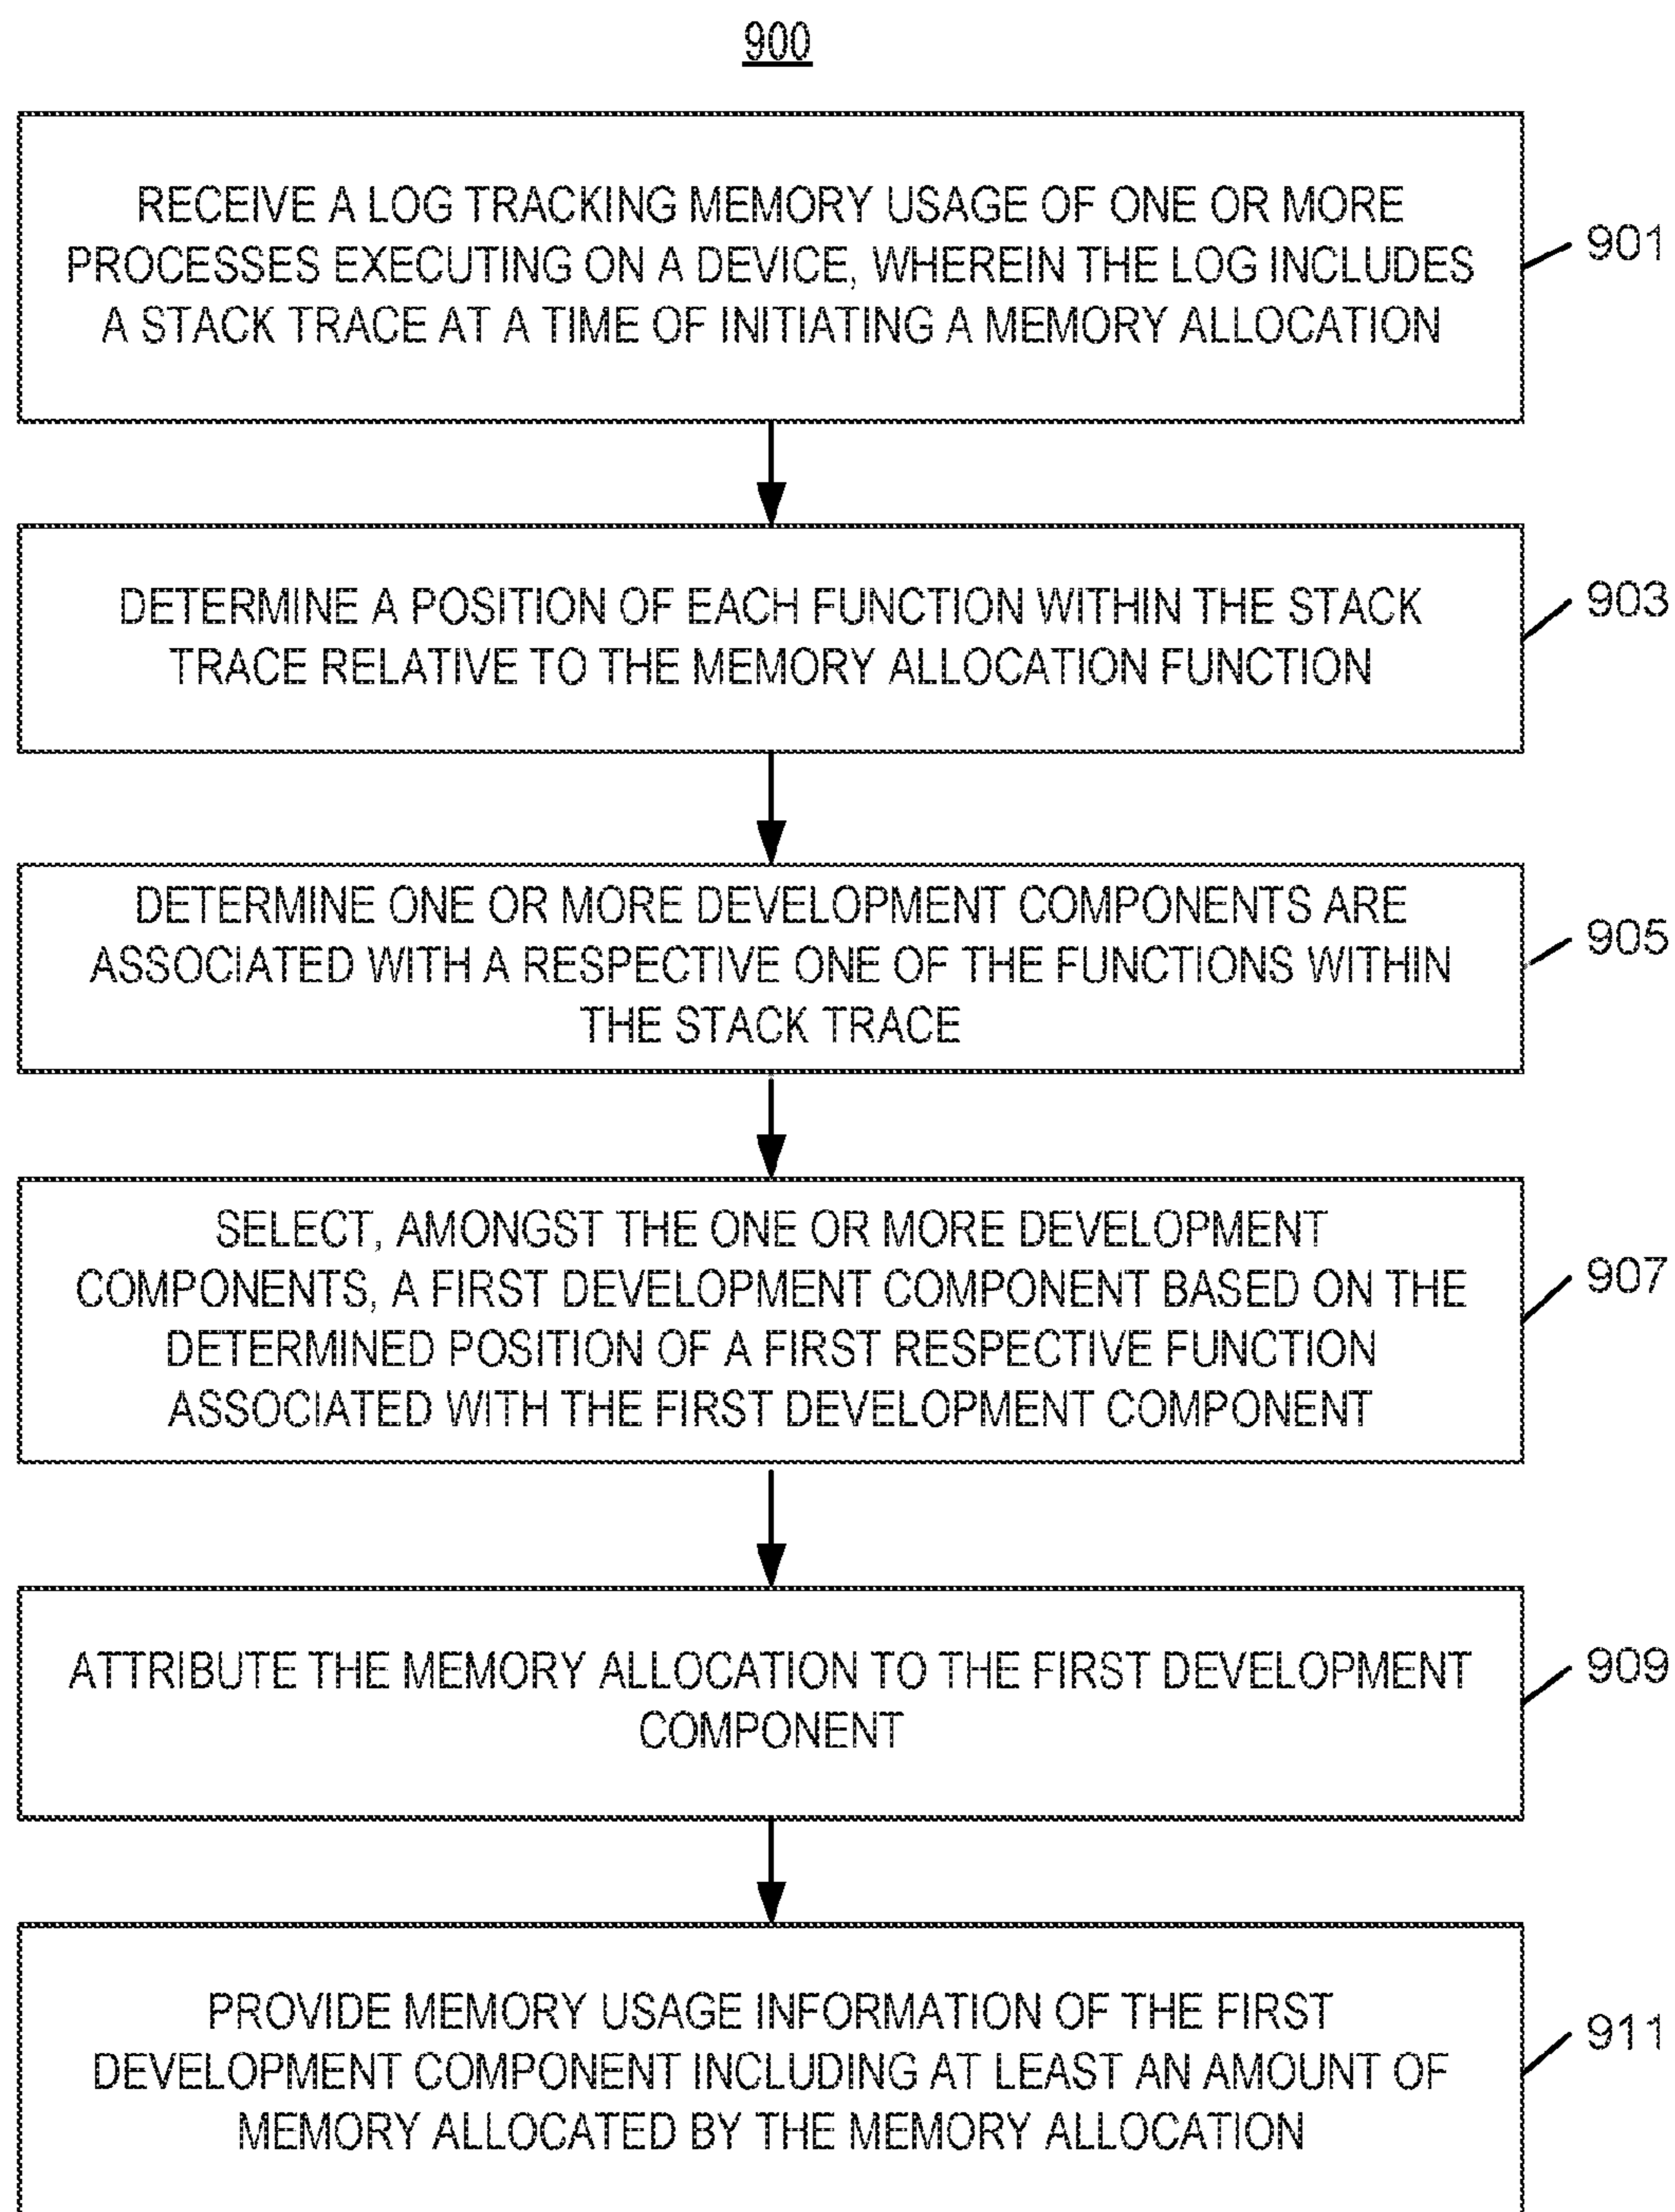 900
RECEIVE A LOG TRACKING MEMORY USAGE OF ONE OR MORE
PROCESSES EXECUTING ON A DEVICE, WHEREIN THE LOG INCLUDES
A STACK TRACE AT A TIME OF INITIATING A MEMORY ALLOCATION
901
DETERMINE A POSITION OF EACH FUNCTION WITHIN THE STACK
TRACE RELATIVE TO THE MEMORY ALLOCATION FUNCTION
903
DETERMINE ONE OR MORE DEVELOPMENT COMPONENTS ARE
ASSOCIATED WITH A RESPECTIVE ONE OF THE FUNCTIONS WITHIN
THE STACK TRACE
905
SELECT, AMONGST THE ONE OR MORE DEVELOPMENT
COMPONENTS, A FIRST DEVELOPMENT COMPONENT BASED ON THE
DETERMINED POSITION OF A FIRST RESPECTIVE FUNCTION
ASSOCIATED WITH THE FIRST DEVELOPMENT COMPONENT
907
ATTRIBUTE THE MEMORY ALLOCATION TO THE FIRST DEVELOPMENT
COMPONENT
909
PROVIDE MEMORY USAGE INFORMATION OF THE FIRST
DEVELOPMENT COMPONENT INCLUDING AT LEAST AN AMOUNT OF
MEMORY ALLOCATED BY THE MEMORY ALLOCATION
911